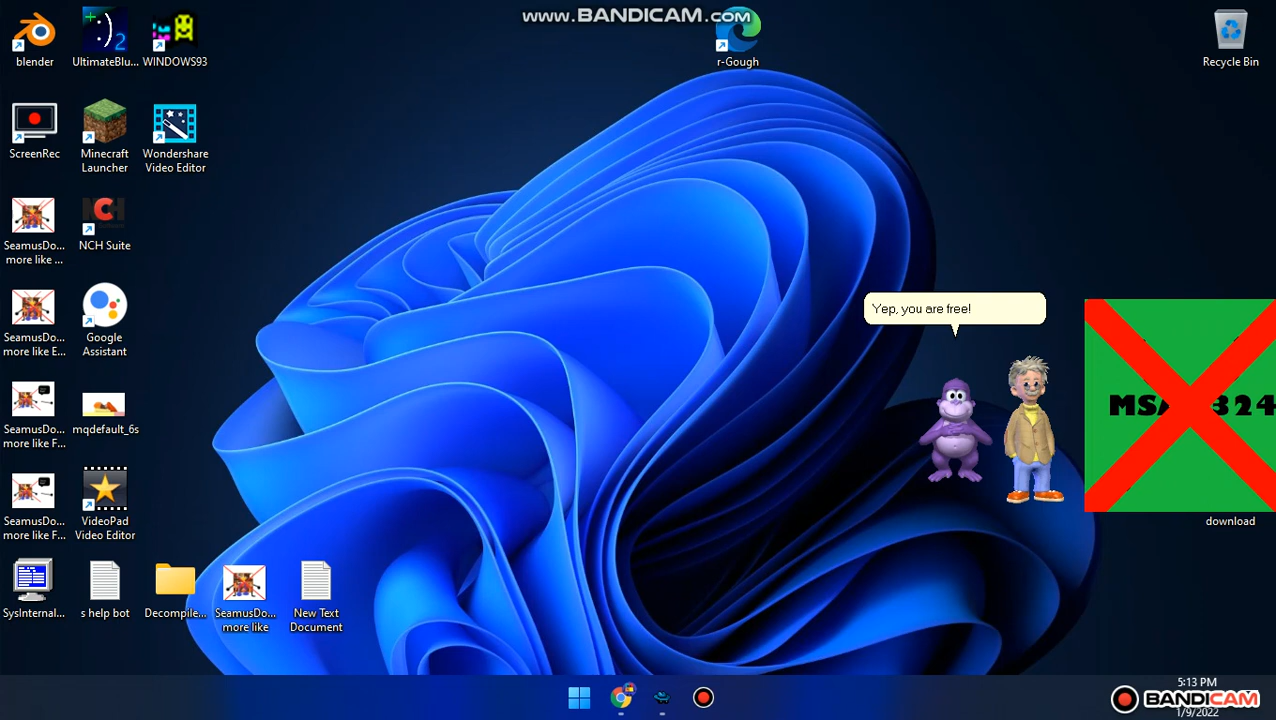 www.BANDICAM.com
blender
UltimateBlu...
WINDOWS93
r-Gough
Recycle Bin
ScreenRec
Minecraft
Launcher
Wondershare
Video Editor
SeamusDo...
more like ...
NCH
NCH Suite
SeamusDo...
more like E...
Google
Assistant
Yep, you are free!
SeamusDo...
more like F...
mqdefault_6s
SeamusDo...
more like F...
VideoPad
Video Editor
download
SysInternal...
s help bot
Decompile...
SeamusDo...
more like
New Text
Document
5:13 PM
BANDICAM
1/9/2022